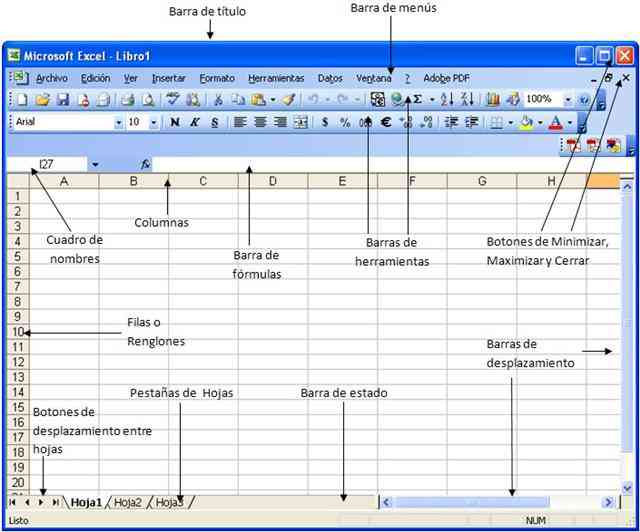 Barra de título
Barra de menús
Microsoft Excel - Libro1
Archivo Edición Ver Insertar Formato Herramientas Datos Ventana ? Adobe PDF
Σ 100%
Arial 10 N K S $ % 000 €
I27 fx
A B C D E F G H
1
2
3
4
5
6
7
8
9
10
11
12
13
14
15
16
17
18
19
20
Columnas
Cuadro de
nombres
Barra de
fórmulas
Barras de
herramientas
Botones de Minimizar,
Maximizar y Cerrar
Filas o
Renglones
Barras de
desplazamiento
Pestañas de Hojas
Barra de estado
Botones de
desplazamiento entre
hojas
Hoja1 Hoja2 Hoja3
Listo NUM